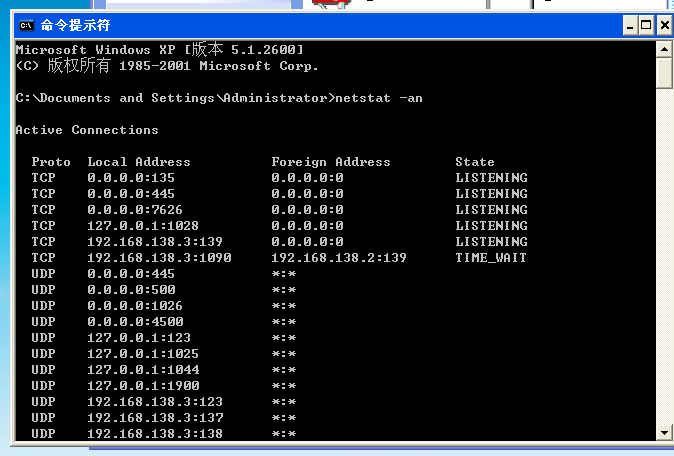 命令提示符
Microsoft Windows XP [版本 5.1.2600]
(C) 版权所有 1985-2001 Microsoft Corp.
C:\Documents and Settings\Administrator>netstat -an
Active Connections
Proto  Local Address          Foreign Address        State
TCP    0.0.0.0:135            0.0.0.0:0              LISTENING
TCP    0.0.0.0:445            0.0.0.0:0              LISTENING
TCP    0.0.0.0:7626           0.0.0.0:0              LISTENING
TCP    127.0.0.1:1028         0.0.0.0:0              LISTENING
TCP    192.168.138.3:139      0.0.0.0:0              LISTENING
TCP    192.168.138.3:1090     192.168.138.2:139      TIME_WAIT
UDP    0.0.0.0:445            *:*
UDP    0.0.0.0:500            *:*
UDP    0.0.0.0:1026           *:*
UDP    0.0.0.0:4500           *:*
UDP    127.0.0.1:123          *:*
UDP    127.0.0.1:1025         *:*
UDP    127.0.0.1:1044         *:*
UDP    127.0.0.1:1900         *:*
UDP    192.168.138.3:123      *:*
UDP    192.168.138.3:137      *:*
UDP    192.168.138.3:138      *:*